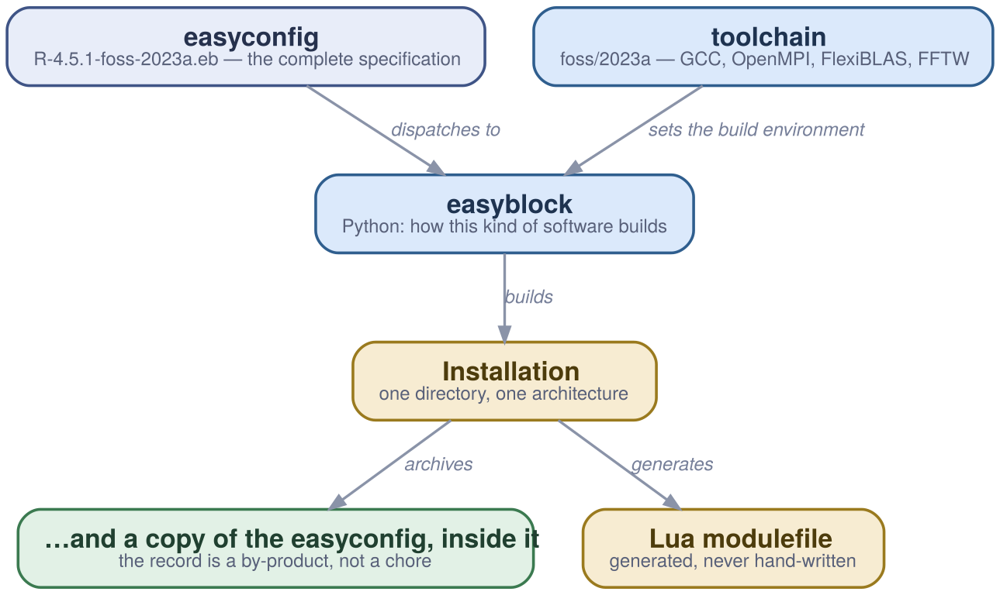 easyconfig
R-4.5.1-foss-2023a.eb — the complete specification
toolchain
foss/2023a — GCC, OpenMPI, FlexiBLAS, FFTW
dispatches to
sets the build environment
easyblock
Python: how this kind of software builds
builds
Installation
one directory, one architecture
archives
generates
…and a copy of the easyconfig, inside it
the record is a by-product, not a chore
Lua modulefile
generated, never hand-written